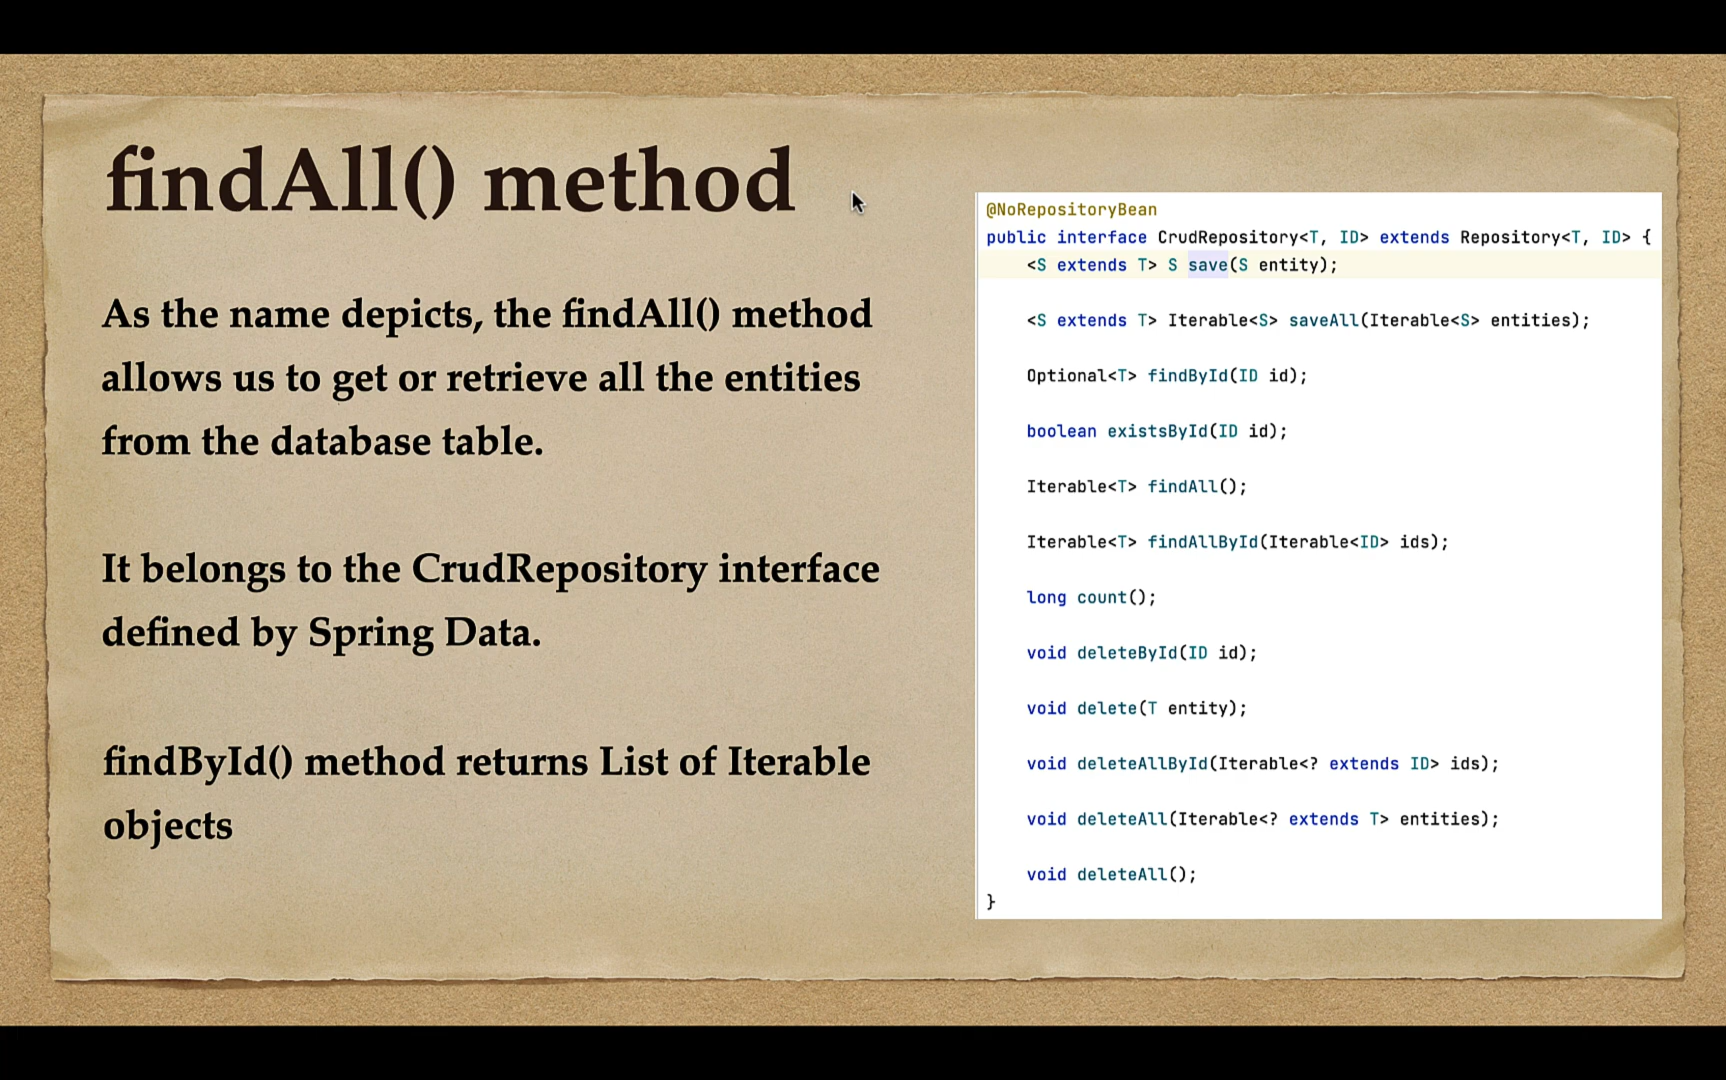 findAll() method
As the name depicts, the findAll() method
allows us to get or retrieve all the entities
from the database table.
It belongs to the CrudRepository interface
defined by Spring Data.
findById() method returns List of Iterable
objects
@NoRepositoryBean
public interface CrudRepository<T, ID> extends Repository<T, ID> {
<S extends T> S save(S entity);
<S extends T> Iterable<S> saveAll(Iterable<S> entities);
Optional<T> findById(ID id);
boolean existsById(ID id);
Iterable<T> findAll();
Iterable<T> findAllById(Iterable<ID> ids);
long count();
void deleteById(ID id);
void delete(T entity);
void deleteAllById(Iterable<? extends ID> ids);
void deleteAll(Iterable<? extends T> entities);
void deleteAll();
}